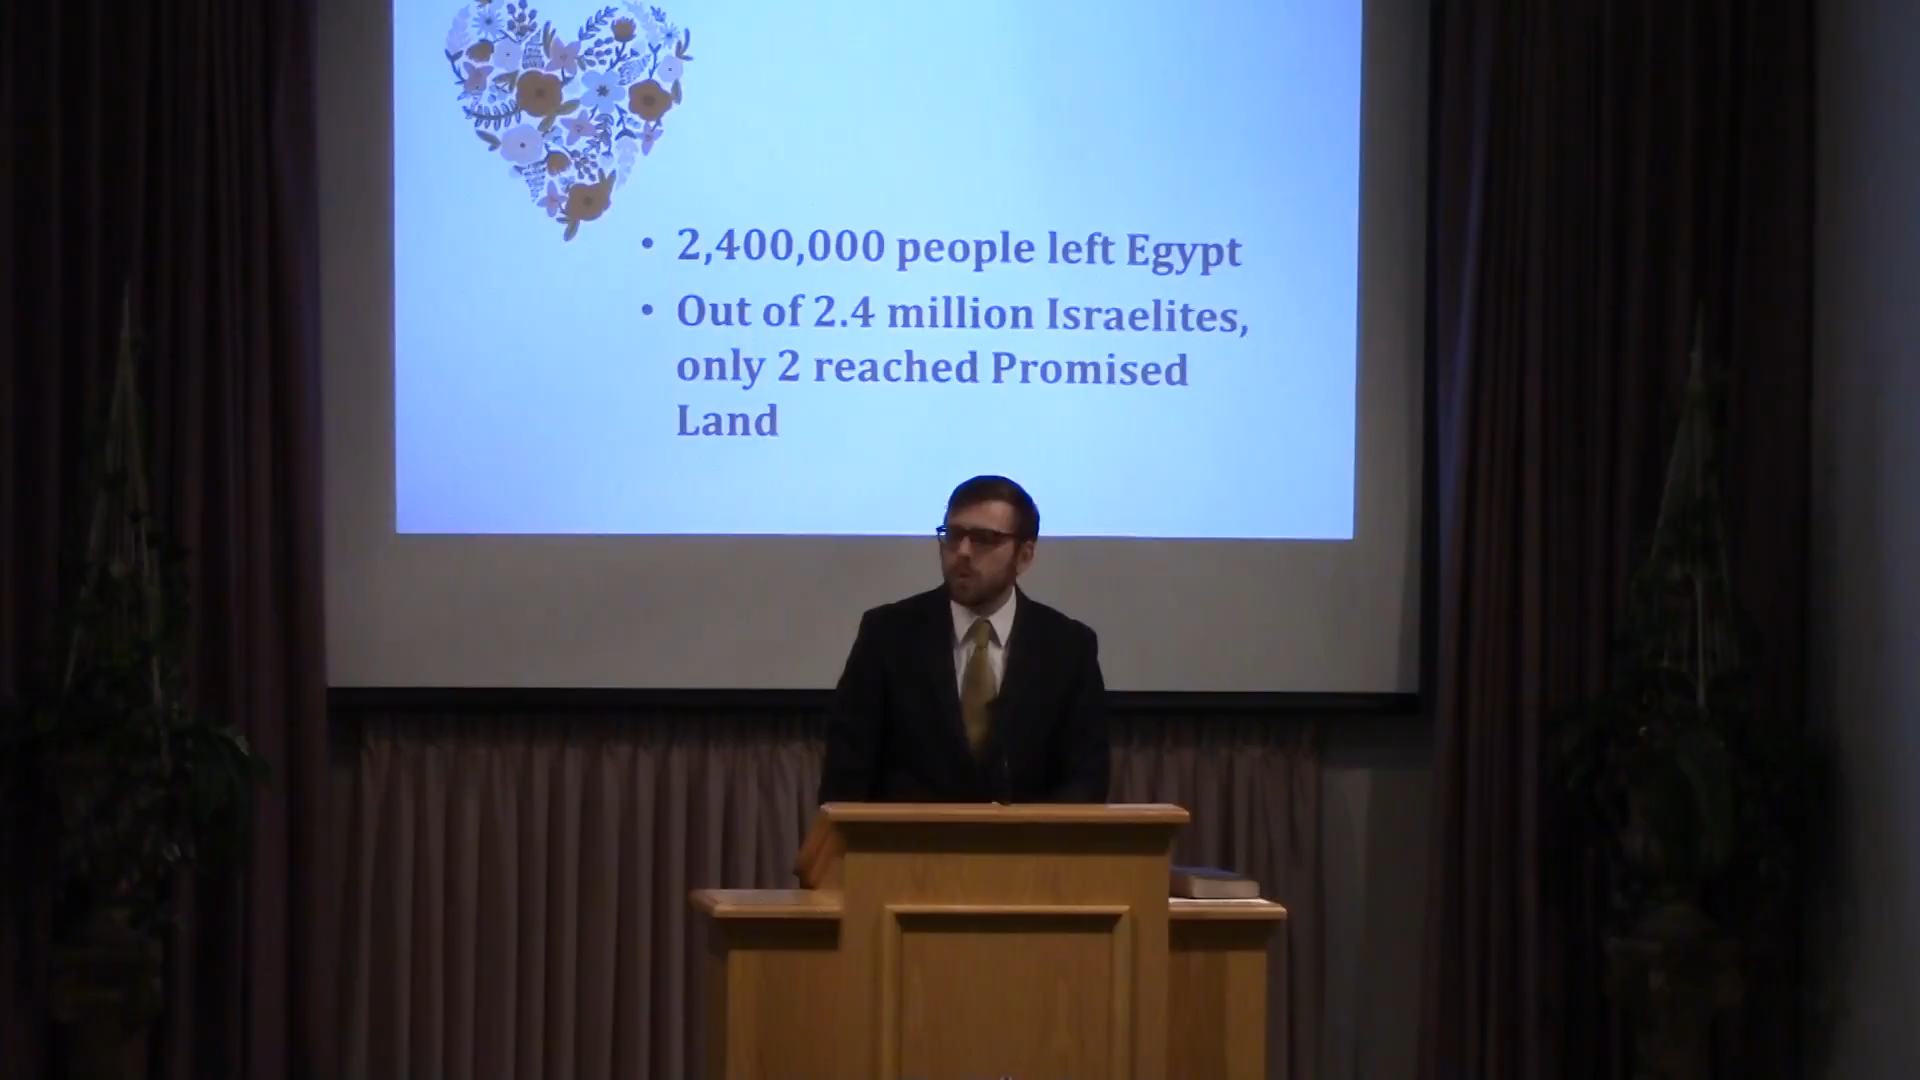 • 2,400,000 people left Egypt
• Out of 2.4 million Israelites,
only 2 reached Promised
Land